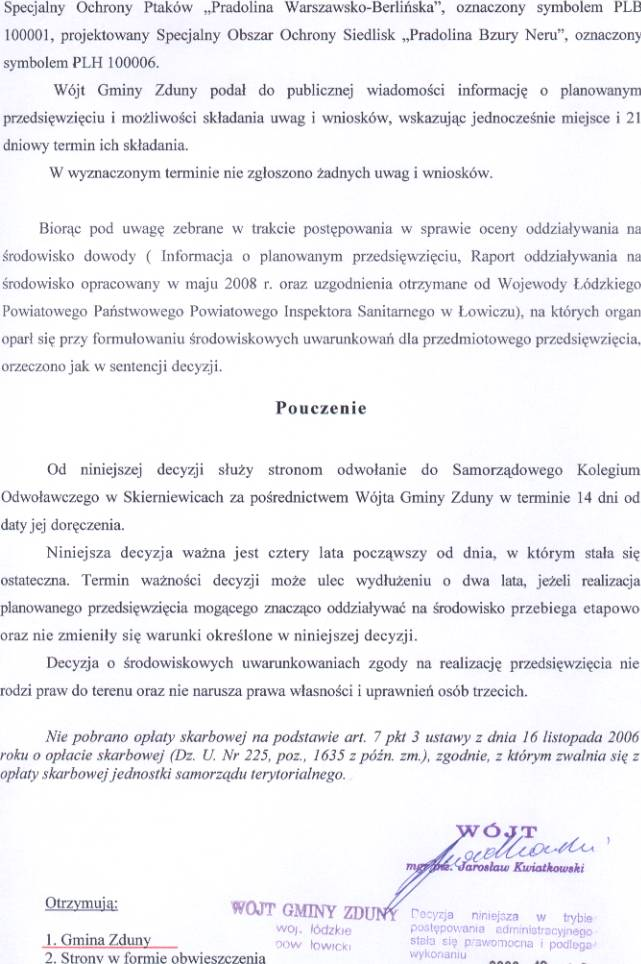 Specjalny Ochrony Ptaków „Pradolina Warszawsko-Berlińska”, oznaczony symbolem PLB
100001, projektowany Specjalny Obszar Ochrony Siedlisk „Pradolina Bzury Neru”, oznaczony
symbolem PLH 100006.
Wójt Gminy Zduny podał do publicznej wiadomości informację o planowanym
przedsięwzięciu i możliwości składania uwag i wniosków, wskazując jednocześnie miejsce i 21
dniowy termin ich składania.
W wyznaczonym terminie nie zgłoszono żadnych uwag i wniosków.
Biorąc pod uwagę zebrane w trakcie postępowania w sprawie oceny oddziaływania na
środowisko dowody ( Informacja o planowanym przedsięwzięciu, Raport oddziaływania na
środowisko opracowany w maju 2008 r. oraz uzgodnienia otrzymane od Wojewody Łódzkiego
Powiatowego Państwowego Powiatowego Inspektora Sanitarnego w Łowiczu), na których organ
oparł się przy formułowaniu środowiskowych uwarunkowań dla przedmiotowego przedsięwzięcia,
orzeczono jak w sentencji decyzji.
Pouczenie
Od niniejszej decyzji służy stronom odwołanie do Samorządowego Kolegium
Odwoławczego w Skierniewicach za pośrednictwem Wójta Gminy Zduny w terminie 14 dni od
daty jej doręczenia.
Niniejsza decyzja ważna jest cztery lata począwszy od dnia, w którym stała się
ostateczna. Termin ważności decyzji może ulec wydłużeniu o dwa lata, jeżeli realizacja
planowanego przedsięwzięcia mogącego znacząco oddziaływać na środowisko przebiega etapowo
oraz nie zmieniły się warunki określone w niniejszej decyzji.
Decyzja o środowiskowych uwarunkowaniach zgody na realizację przedsięwzięcia nie
rodzi praw do terenu oraz nie narusza prawa własności i uprawnień osób trzecich.
Nie pobrano opłaty skarbowej na podstawie art. 7 pkt 3 ustawy z dnia 16 listopada 2006
roku o opłacie skarbowej (Dz. U. Nr 225, poz., 1635 z późn. zm.), zgodnie, z którym zwalnia się z
opłaty skarbowej jednostki samorządu terytorialnego.
WÓJT
Jarosław Kwiatkowski
Otrzymują:
1. Gmina Zduny
2. Strony w formie obwieszczenia
WÓJT GMINY ZDUNY
woj. łódzkie
pow łowicki
Decyzja niniejsza w trybie
postępowania administracyjnego
stała się prawomocna i podlega
wykonaniu